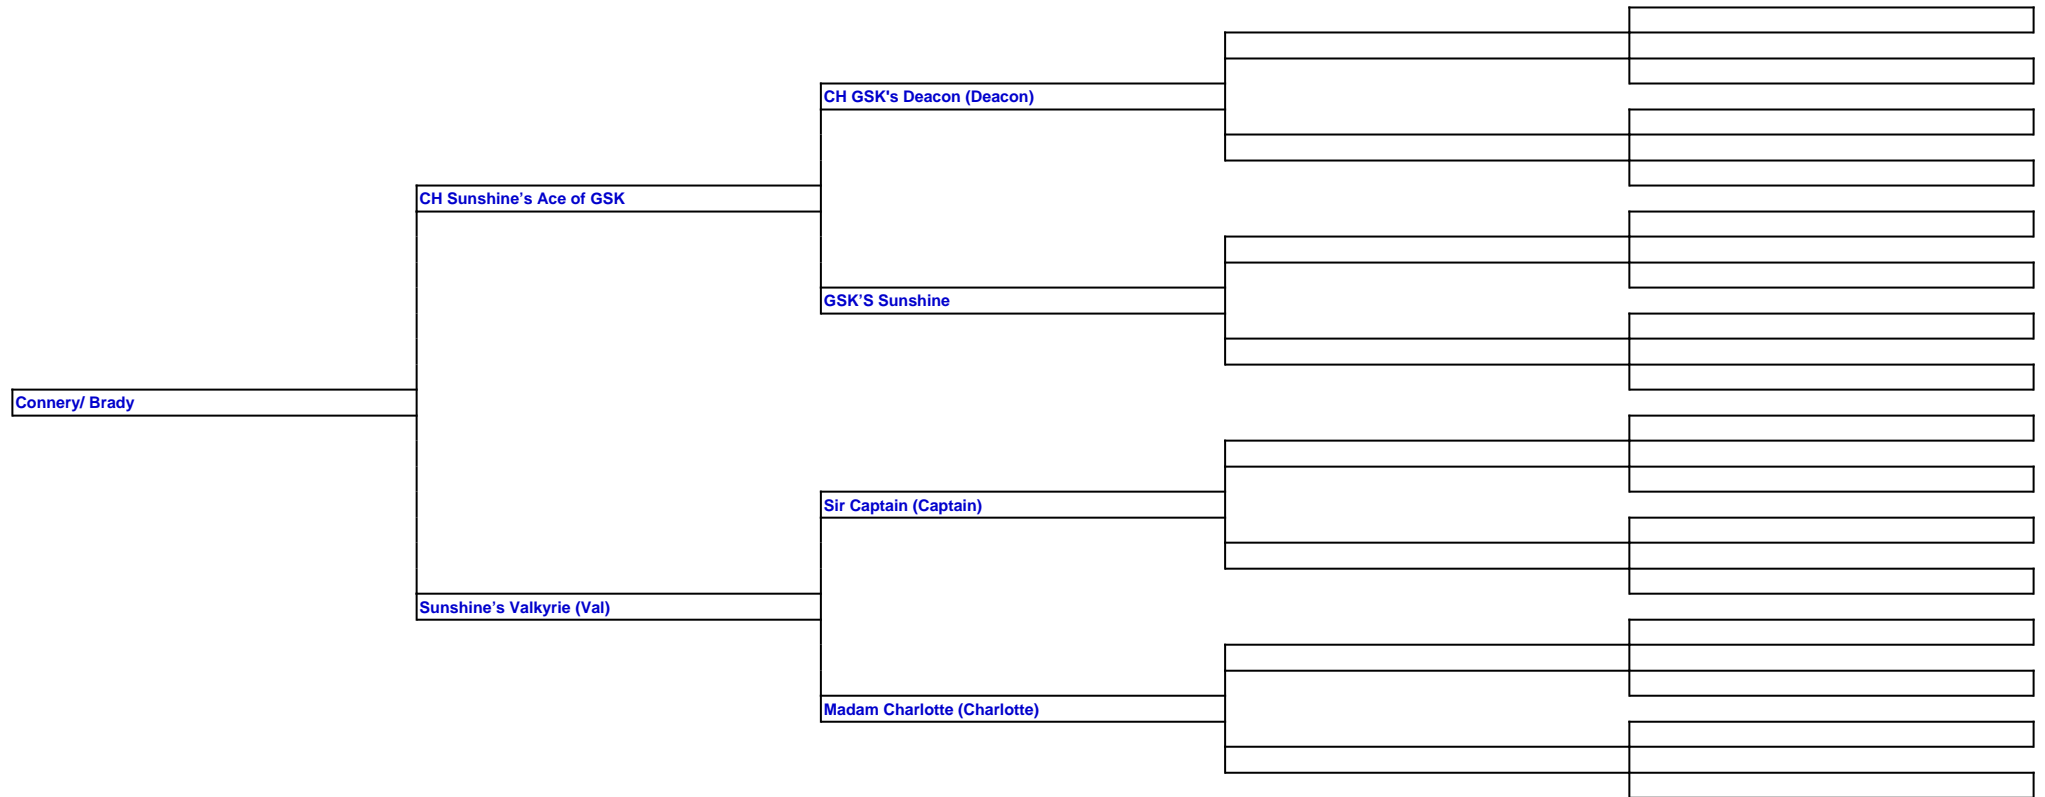 CH GSK's Deacon (Deacon)
CH Sunshine’s Ace of GSK
GSK’S Sunshine
Connery/ Brady
Sir Captain (Captain)
Sunshine’s Valkyrie (Val)
Madam Charlotte (Charlotte)